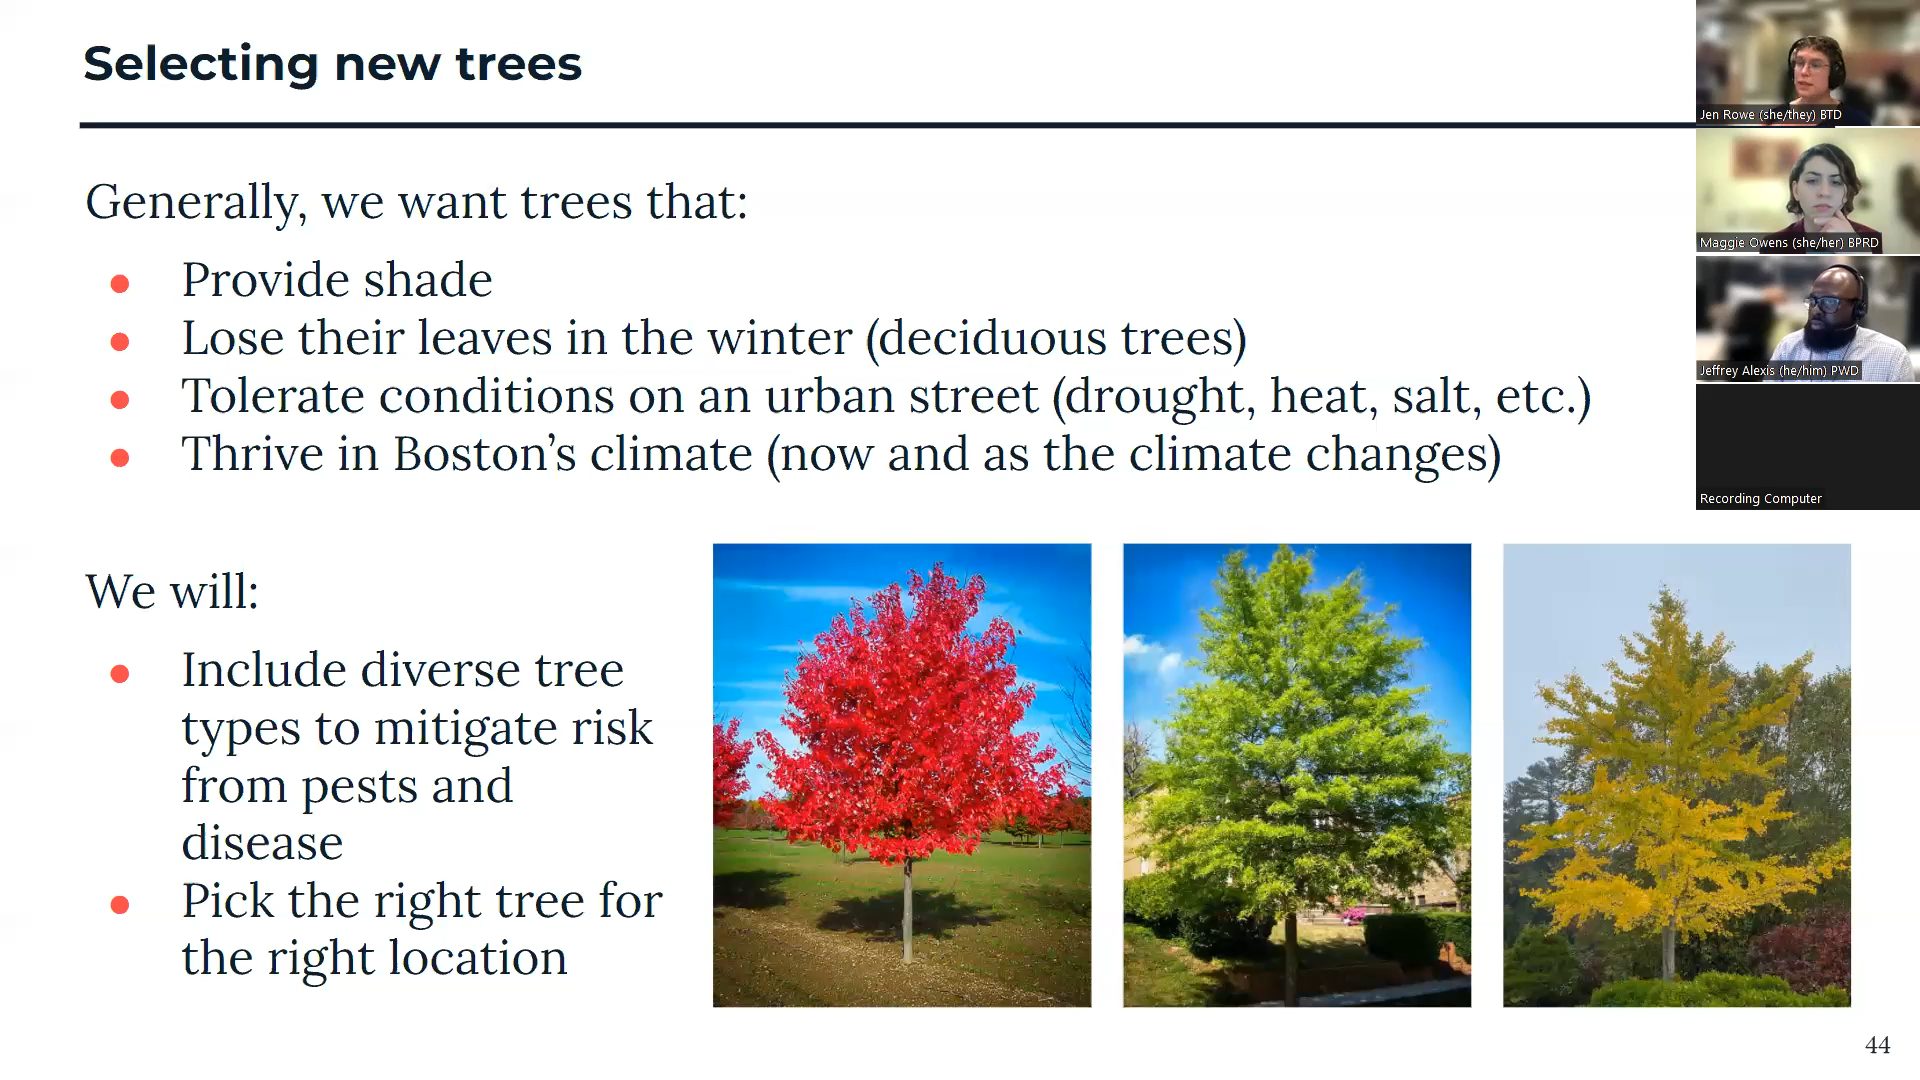 Selecting new trees
Generally, we want trees that:
● Provide shade
● Lose their leaves in the winter (deciduous trees)
● Tolerate conditions on an urban street (drought, heat, salt, etc.)
● Thrive in Boston’s climate (now and as the climate changes)
We will:
● Include diverse tree
types to mitigate risk
from pests and
disease
● Pick the right tree for
the right location
44
Jen Rowe (she/they) BTD
Maggie Owens (she/her) BPRD
Jeffrey Alexis (he/him) PWD
Recording Computer